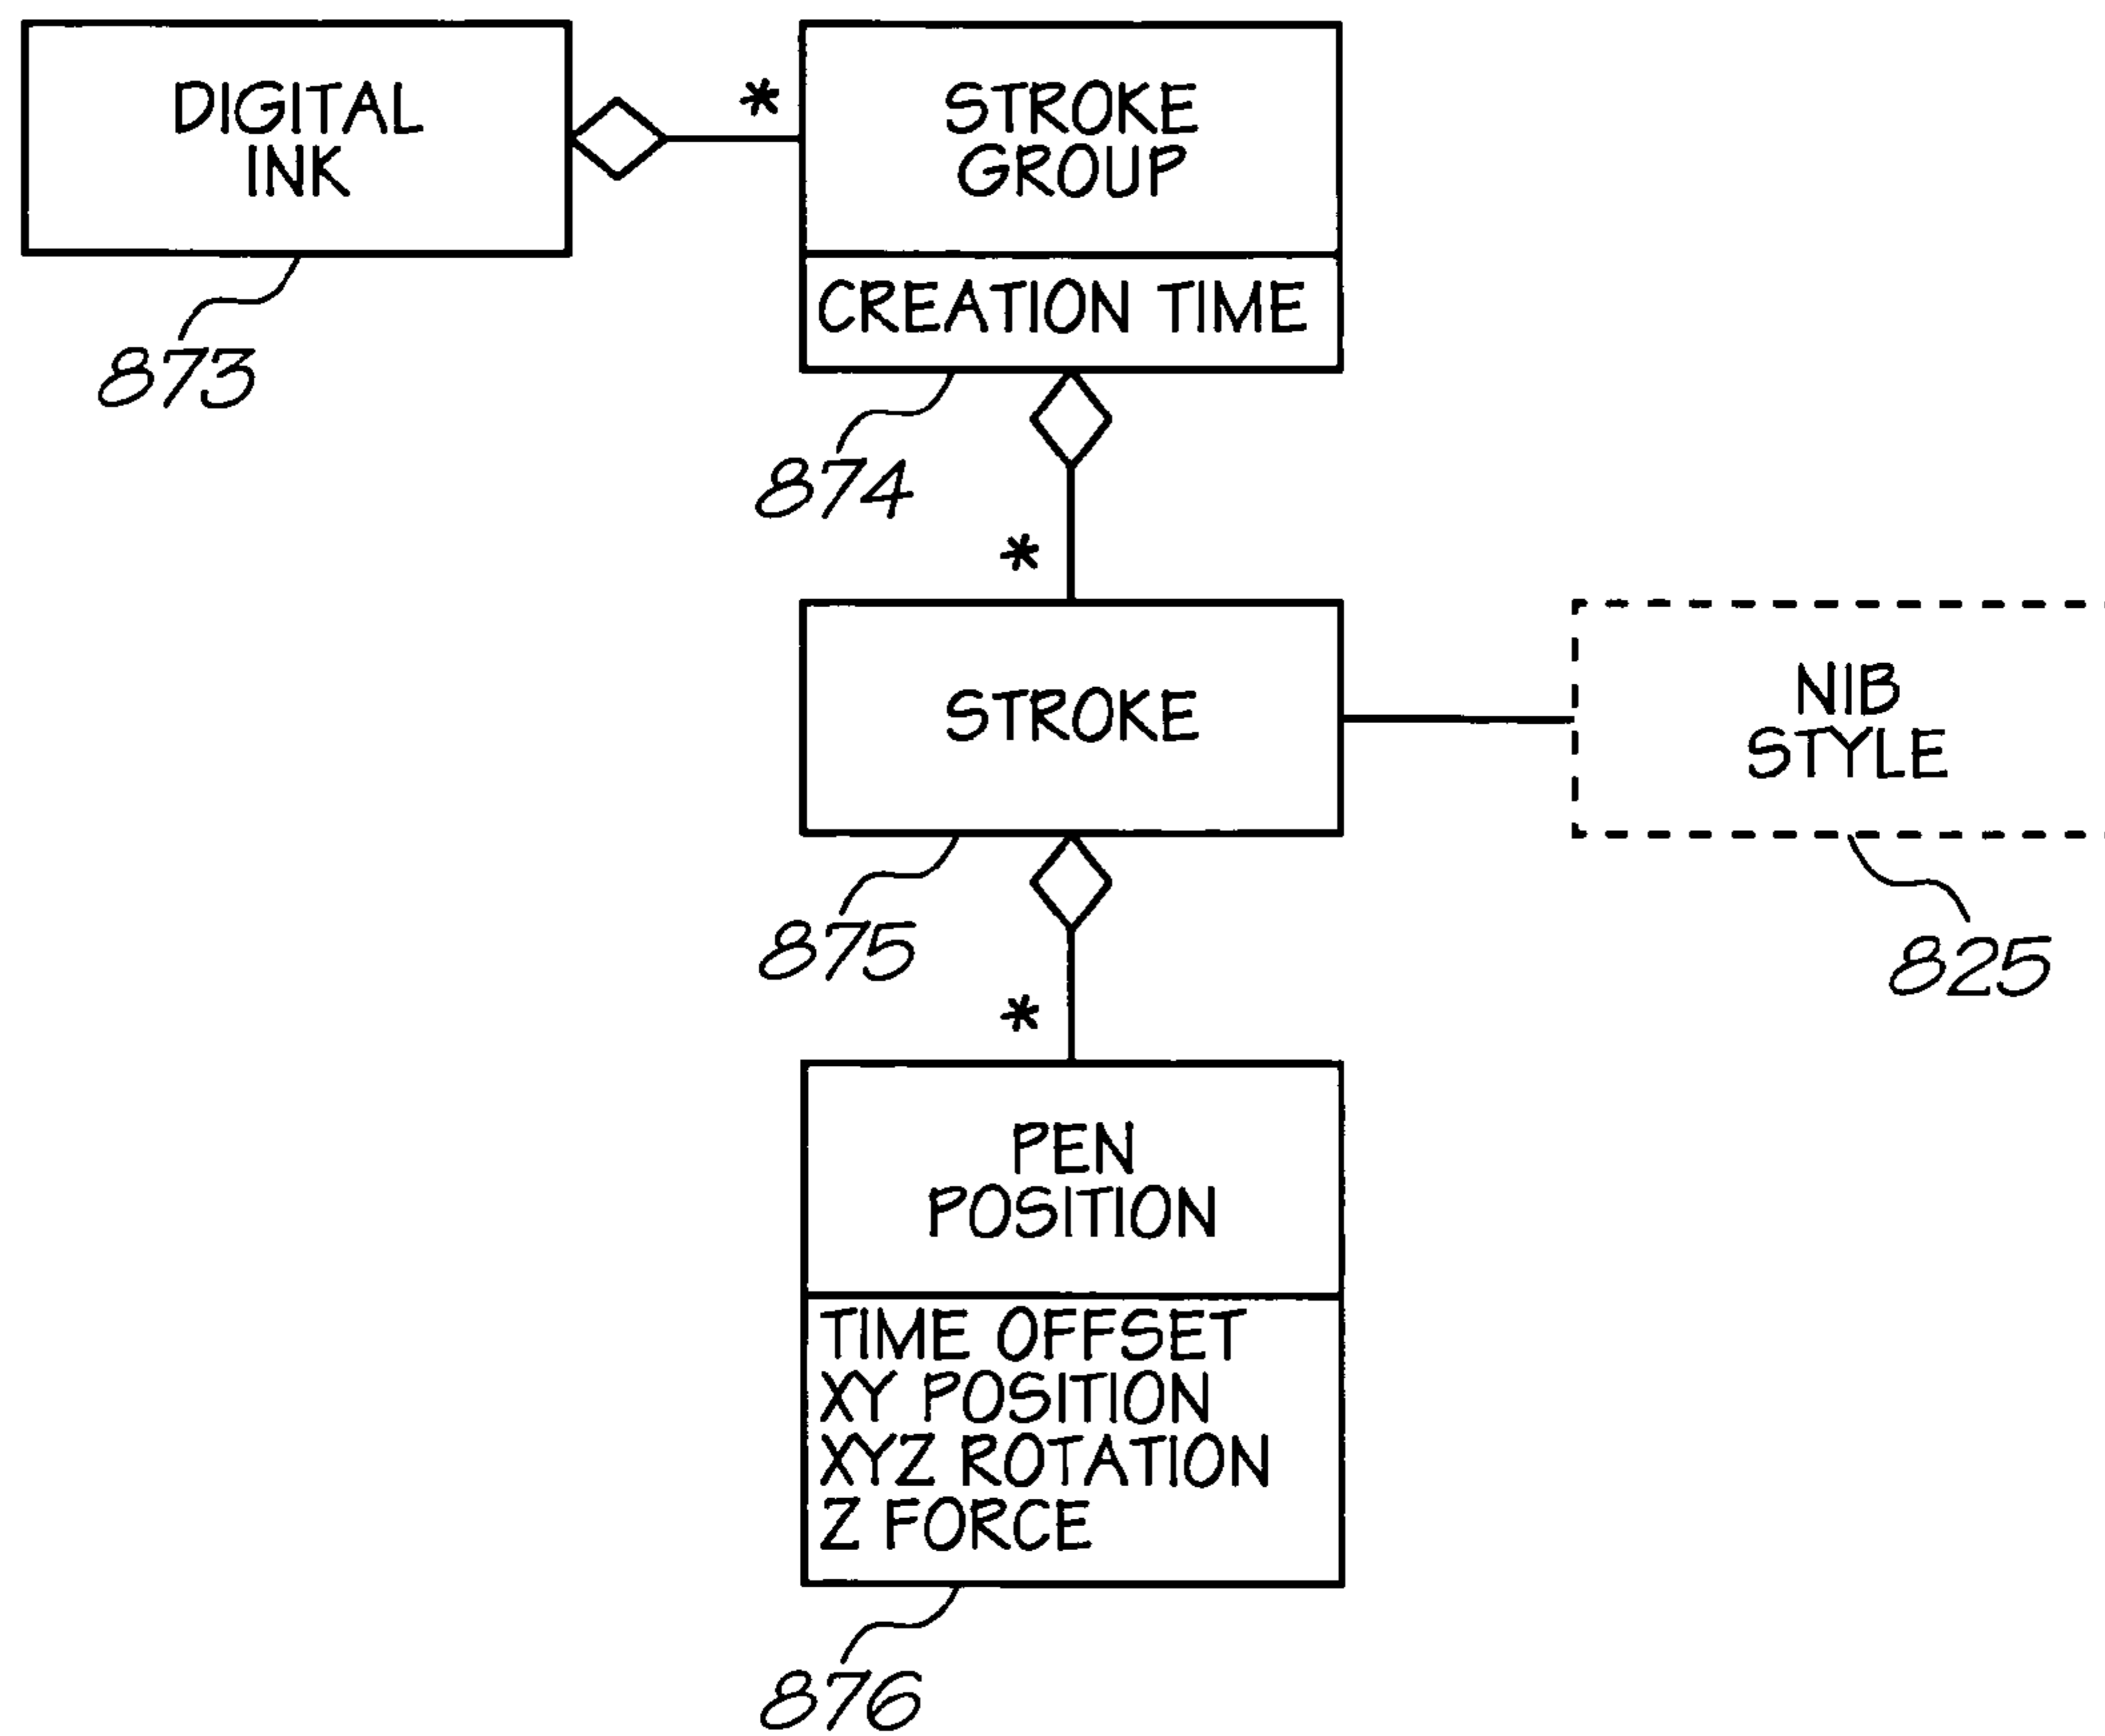 DIGITAL
INK
*
STROKE
GROUP
CREATION TIME
873
874
*
STROKE
NIB
STYLE
875
825
*
PEN
POSITION
TIME OFFSET
XY POSITION
XYZ ROTATION
Z FORCE
876